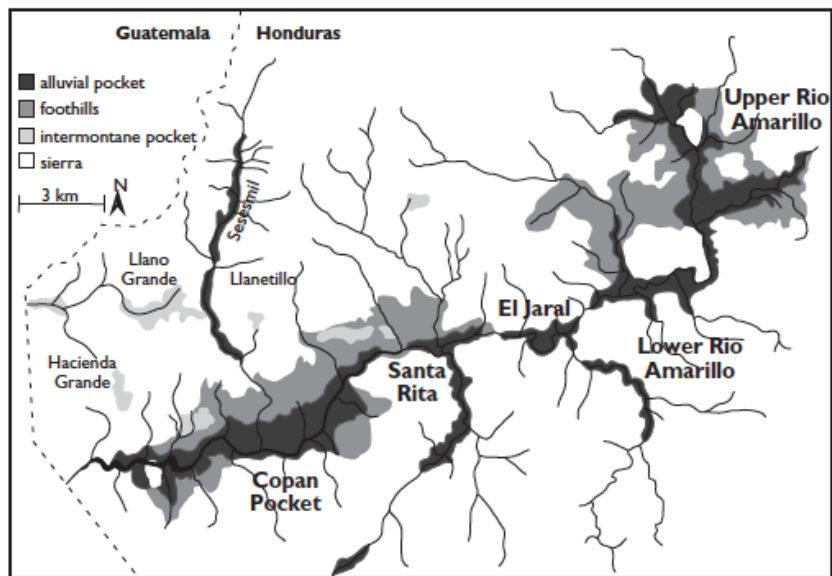 Guatemala
Honduras
alluvial pocket
foothills
intermontane pocket
sierra
N
3 km
Upper Rio
Amarillo
Sesesmil
Llano
Grande
Llanetillo
El Jaral
Hacienda
Grande
Santa
Rita
Lower Rio
Amarillo
Copan
Pocket